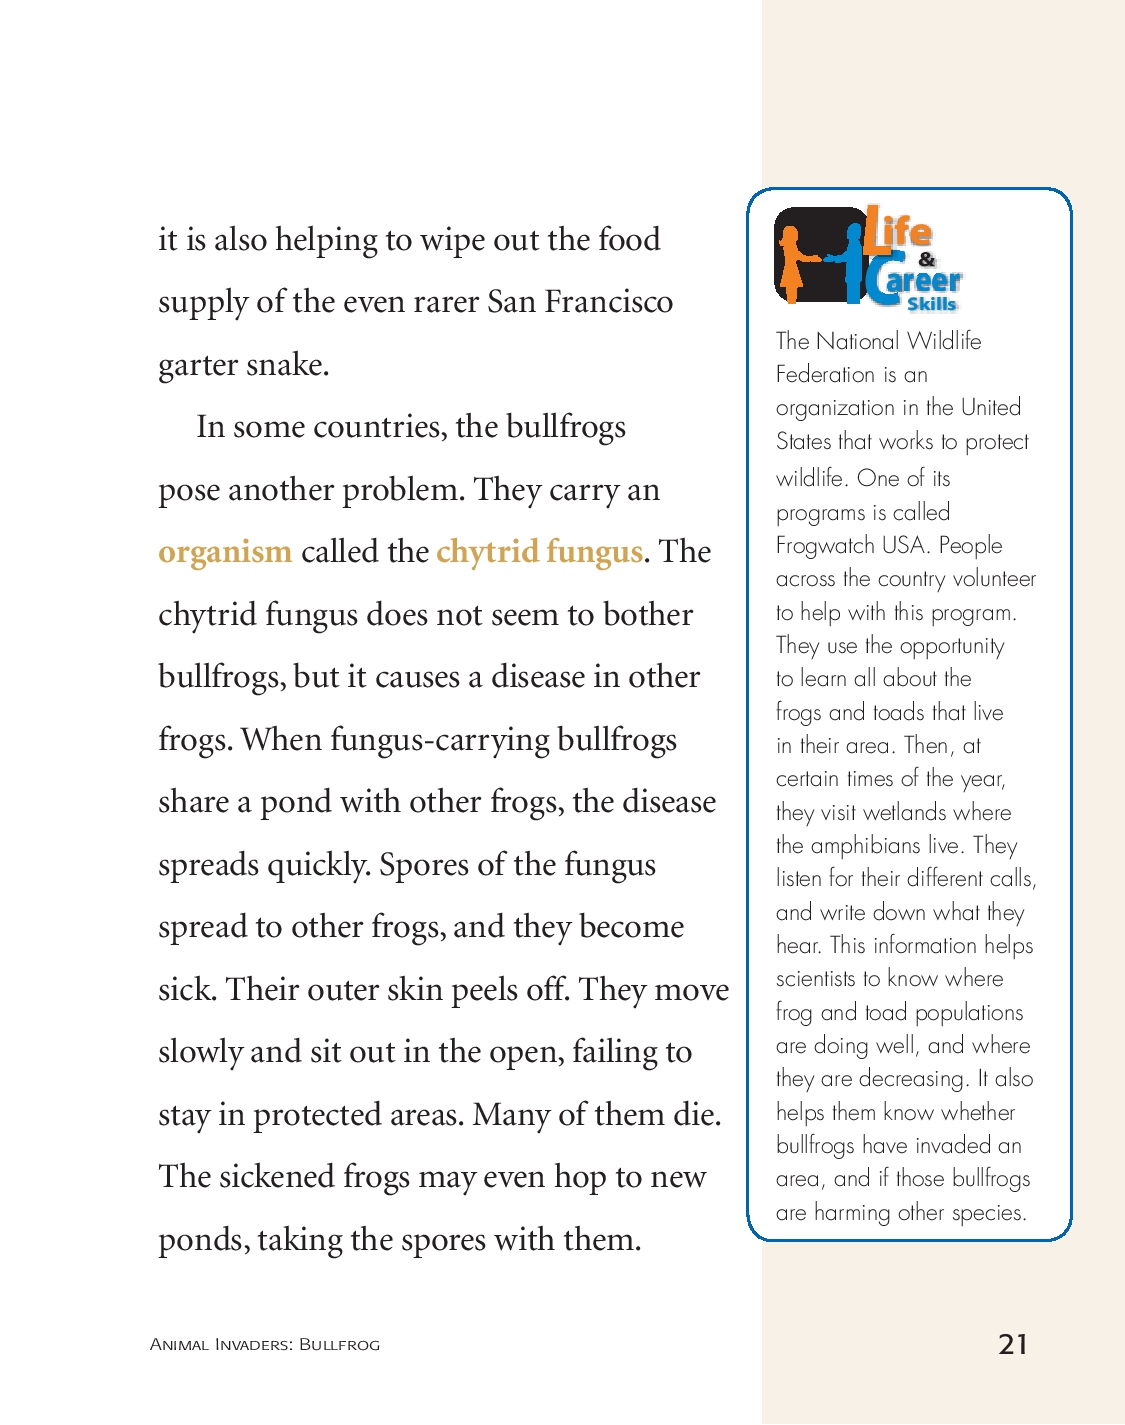 it is also helping to wipe out the food
supply of the even rarer San Francisco
garter snake.
In some countries, the bullfrogs
pose another problem. They carry an
organism called the chytrid fungus. The
chytrid fungus does not seem to bother
bullfrogs, but it causes a disease in other
frogs. When fungus-carrying bullfrogs
share a pond with other frogs, the disease
spreads quickly. Spores of the fungus
spread to other frogs, and they become
sick. Their outer skin peels off. They move
slowly and sit out in the open, failing to
stay in protected areas. Many of them die.
The sickened frogs may even hop to new
ponds, taking the spores with them.
Life
&
Career
Skills
The National Wildlife
Federation is an
organization in the United
States that works to protect
wildlife. One of its
programs is called
Frogwatch USA. People
across the country volunteer
to help with this program.
They use the opportunity
to learn all about the
frogs and toads that live
in their area. Then, at
certain times of the year,
they visit wetlands where
the amphibians live. They
listen for their different calls,
and write down what they
hear. This information helps
scientists to know where
frog and toad populations
are doing well, and where
they are decreasing. It also
helps them know whether
bullfrogs have invaded an
area, and if those bullfrogs
are harming other species.
Animal Invaders: Bullfrog
21